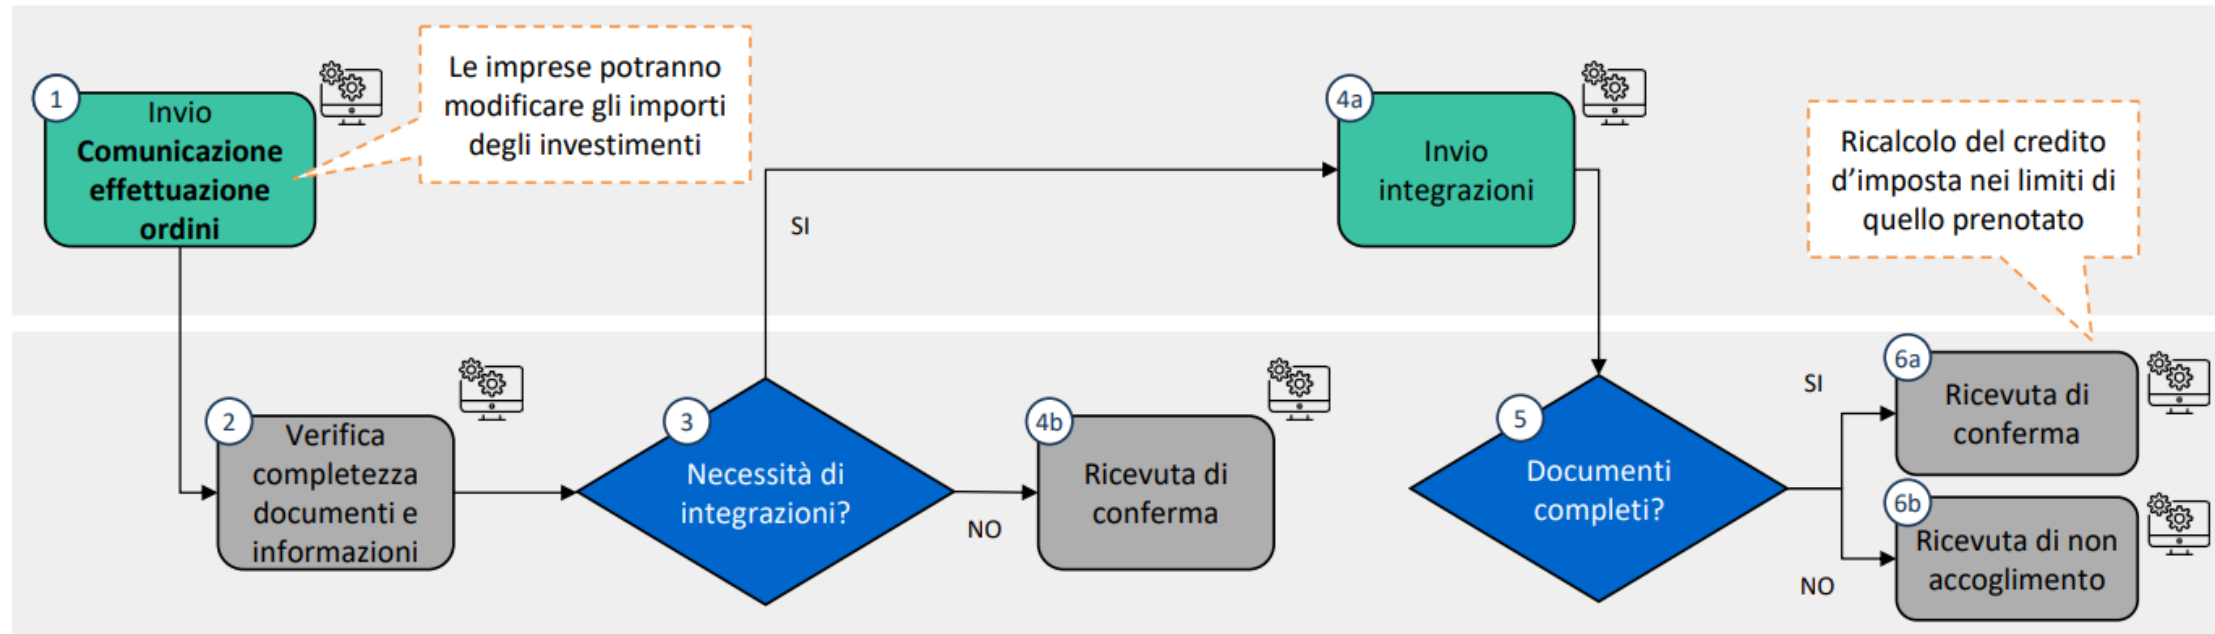 1
Invio
Comunicazione
effettuazione
ordini
Le imprese potranno
modificare gli importi
degli investimenti
SI
4a
Invio
integrazioni
Ricalcolo del credito
d'imposta nei limiti di
quello prenotato
2
Verifica
completezza
documenti e
informazioni
3
Necessità di
integrazioni?
NO
4b
Ricevuta di
conferma
5
Documenti
completi?
SI
6a
Ricevuta di
conferma
NO
6b
Ricevuta di non
accoglimento